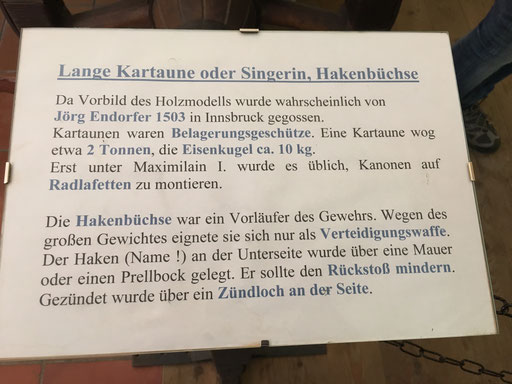 Lange Kartaune oder Singerin, Hakenbüchse
Da Vorbild des Holzmodells wurde wahrscheinlich von
Jörg Endorfer 1503 in Innsbruck gegossen.
Kartaunen waren Belagerungsgeschütze. Eine Kartaune wog
etwa 2 Tonnen, die Eisenkugel ca. 10 kg.
Erst unter Maximilain I. wurde es üblich, Kanonen auf
Radlafetten zu montieren.
Die Hakenbüchse war ein Vorläufer des Gewehrs. Wegen des
großen Gewichtes eignete sie sich nur als Verteidigungswaffe.
Der Haken (Name !) an der Unterseite wurde über eine Mauer
oder einen Prellbock gelegt. Er sollte den Rückstoß mindern.
Gezündet wurde über ein Zündloch an der Seite.